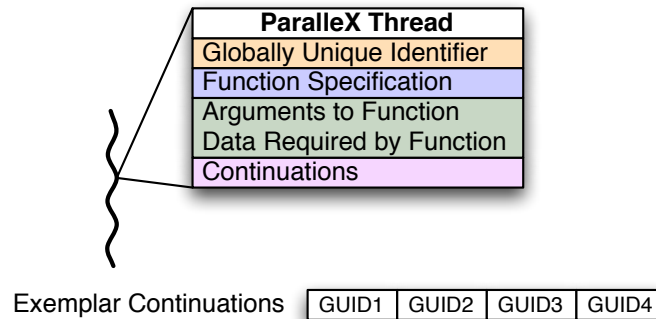 ParalleX Thread
Globally Unique Identifier
Function Specification
Arguments to Function
Data Required by Function
Continuations
Exemplar Continuations GUID1 GUID2 GUID3 GUID4